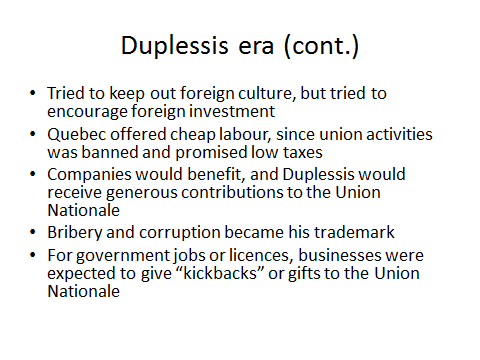 Duplessis era (cont.)
• Tried to keep out foreign culture, but tried to
encourage foreign investment
• Quebec offered cheap labour, since union activities
was banned and promised low taxes
• Companies would benefit, and Duplessis would
receive generous contributions to the Union
Nationale
• Bribery and corruption became his trademark
• For government jobs or licences, businesses were
expected to give “kickbacks” or gifts to the Union
Nationale